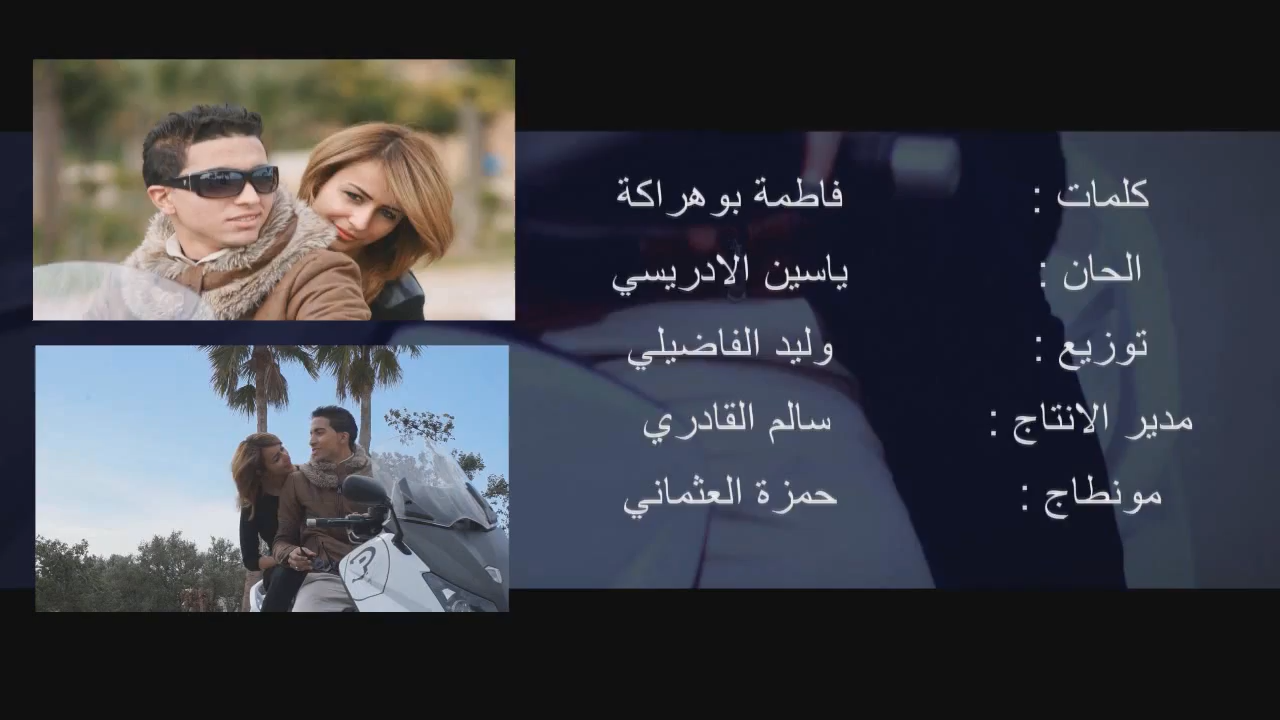 كلمات : فاطمة بوهراكة
الحان : ياسين الادريسي
توزيع : وليد الفاضيلي
مدير الانتاج : سالم القادري
مونطاج : حمزة العثماني